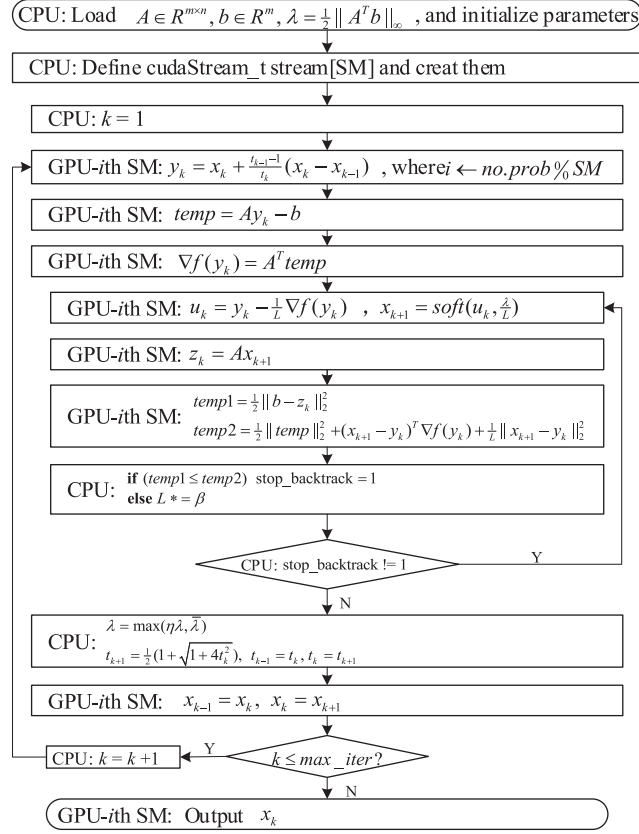 CPU: Load A ∈ R^{m×n}, b ∈ R^m, λ = ½ || A^T b ||_∞ , and initialize parameters
CPU: Define cudaStream_t stream[SM] and creat them
CPU: k = 1
GPU-ith SM: y_k = x_k + \frac{t_{k-1}-1}{t_k}(x_k − x_{k-1}) , where i ← no.prob % SM
GPU-ith SM: temp = Ay_k − b
GPU-ith SM: ∇f(y_k) = A^T temp
GPU-ith SM: u_k = y_k − \frac{1}{L}∇f(y_k) , x_{k+1} = soft(u_k, \frac{λ}{L})
GPU-ith SM: z_k = Ax_{k+1}
GPU-ith SM:
temp1 = ½ || b − z_k ||_2^2
temp2 = ½ || temp ||_2^2 + (x_{k+1} − y_k)^T ∇f(y_k) + \frac{1}{L} || x_{k+1} − y_k ||_2^2
CPU:
if (temp1 ≤ temp2) stop_backtrack = 1
else L * = β
CPU: stop_backtrack != 1
Y
N
CPU:
λ = max(ηλ, \overline{λ})
t_{k+1} = ½(1 + \sqrt{1 + 4t_k^2}), t_{k-1} = t_k, t_k = t_{k+1}
GPU-ith SM: x_{k-1} = x_k, x_k = x_{k+1}
CPU: k = k +1
Y
k ≤ max_iter?
N
GPU-ith SM: Output x_k